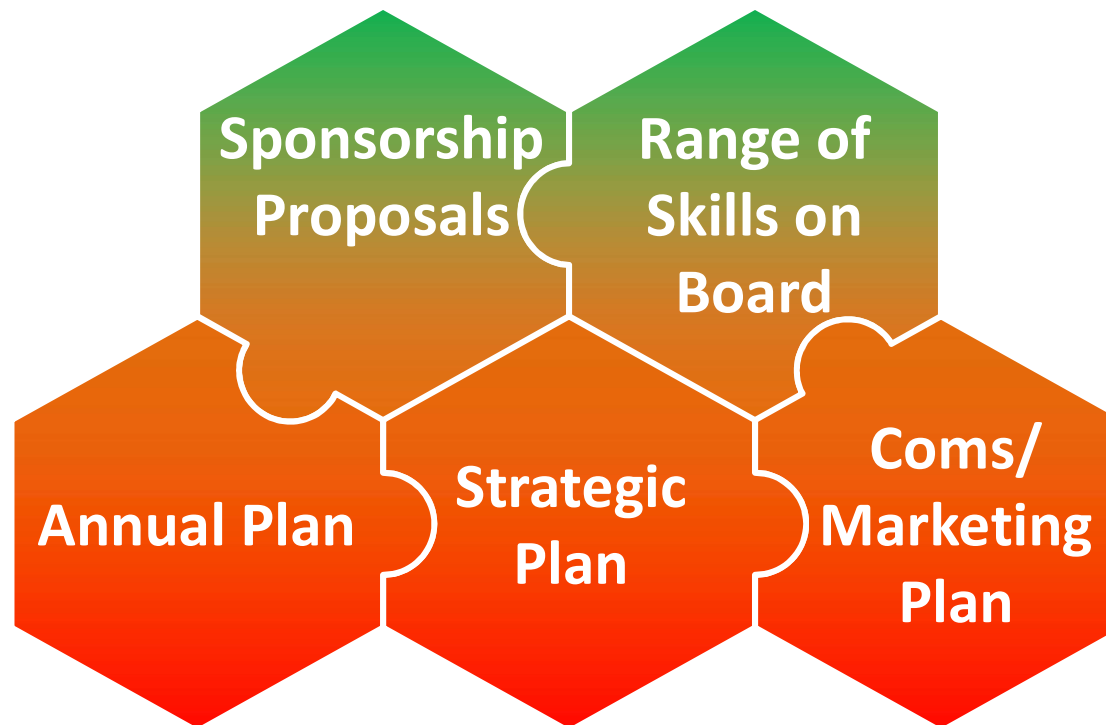 Sponsorship
Proposals
Range of
Skills on
Board
Annual Plan
Strategic
Plan
Coms/
Marketing
Plan